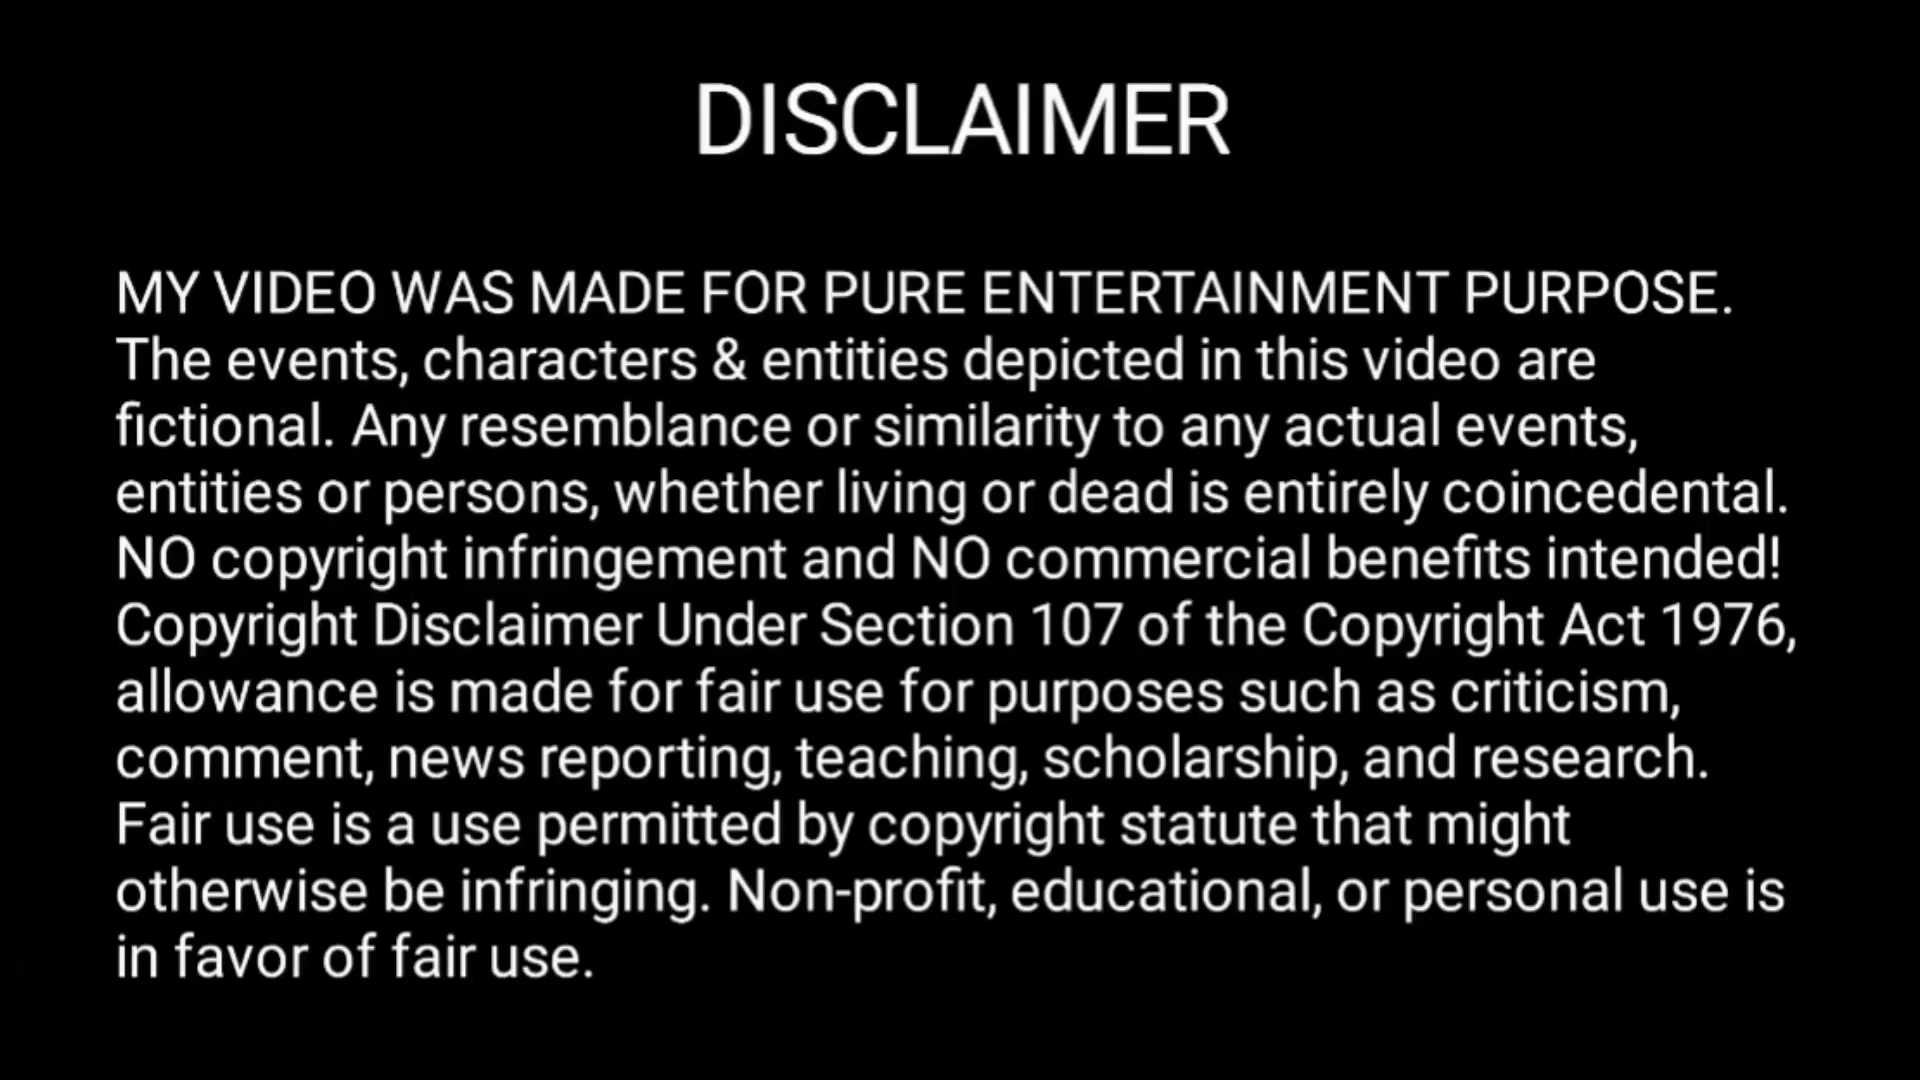 DISCLAIMER
MY VIDEO WAS MADE FOR PURE ENTERTAINMENT PURPOSE.
The events, characters & entities depicted in this video are
fictional. Any resemblance or similarity to any actual events,
entities or persons, whether living or dead is entirely coincedental.
NO copyright infringement and NO commercial benefits intended!
Copyright Disclaimer Under Section 107 of the Copyright Act 1976,
allowance is made for fair use for purposes such as criticism,
comment, news reporting, teaching, scholarship, and research.
Fair use is a use permitted by copyright statute that might
otherwise be infringing. Non-profit, educational, or personal use is
in favor of fair use.